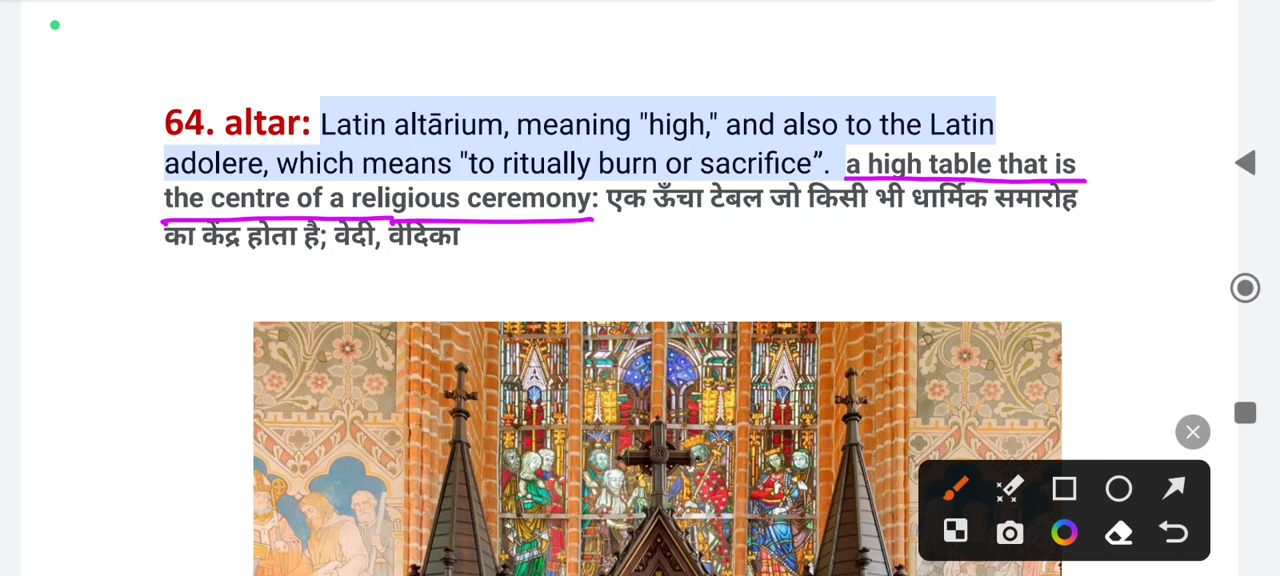 64. altar: Latin altārium, meaning "high," and also to the Latin
adolere, which means "to ritually burn or sacrifice”. a high table that is
the centre of a religious ceremony: एक ऊँचा टेबल जो किसी भी धार्मिक समारोह
का केंद्र होता है; वेदी, वेदिका